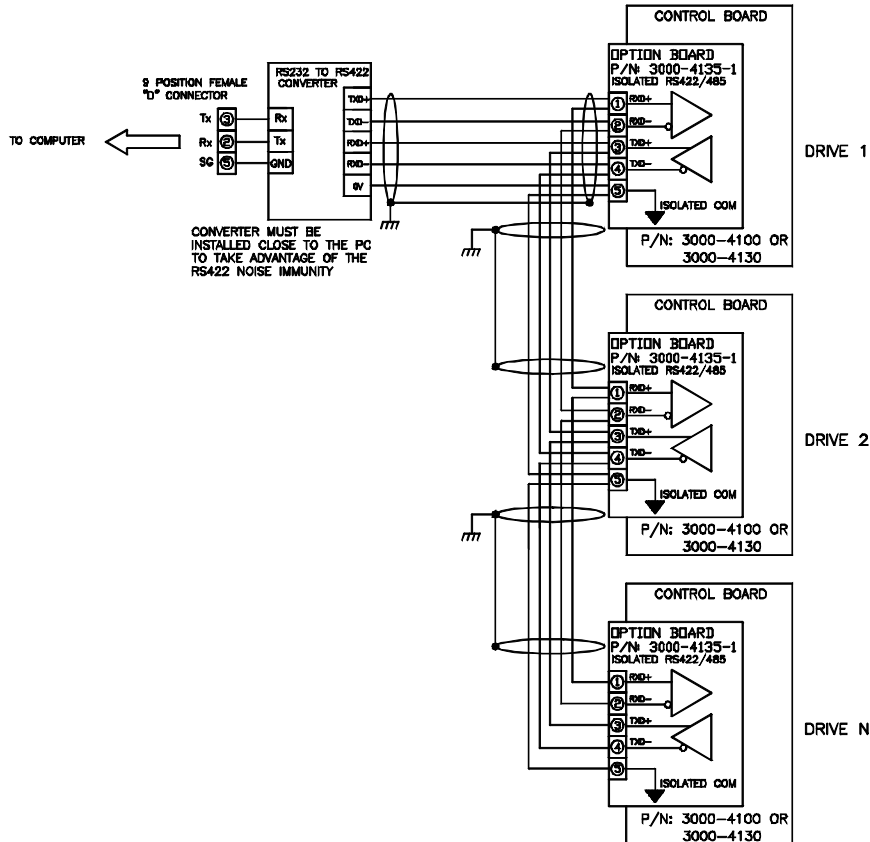 TO COMPUTER
9 POSITION FEMALE
"D" CONNECTOR
Tx 3
Rx 2
SG 5
RS232 TO RS422
CONVERTER
Rx
Tx
GND
TXD+
TXD-
RXD+
RXD-
0V
CONVERTER MUST BE
INSTALLED CLOSE TO THE PC
TO TAKE ADVANTAGE OF THE
RS422 NOISE IMMUNITY
CONTROL BOARD
OPTION BOARD
P/N: 3000-4135-1
ISOLATED RS422/485
1 RXD+
2 RXD-
3 TXD+
4 TXD-
5
ISOLATED COM
P/N: 3000-4100 OR
3000-4130
DRIVE 1
CONTROL BOARD
OPTION BOARD
P/N: 3000-4135-1
ISOLATED RS422/485
1 RXD+
2 RXD-
3 TXD+
4 TXD-
5
ISOLATED COM
P/N: 3000-4100 OR
3000-4130
DRIVE 2
CONTROL BOARD
OPTION BOARD
P/N: 3000-4135-1
ISOLATED RS422/485
1 RXD+
2 RXD-
3 TXD+
4 TXD-
5
ISOLATED COM
P/N: 3000-4100 OR
3000-4130
DRIVE N